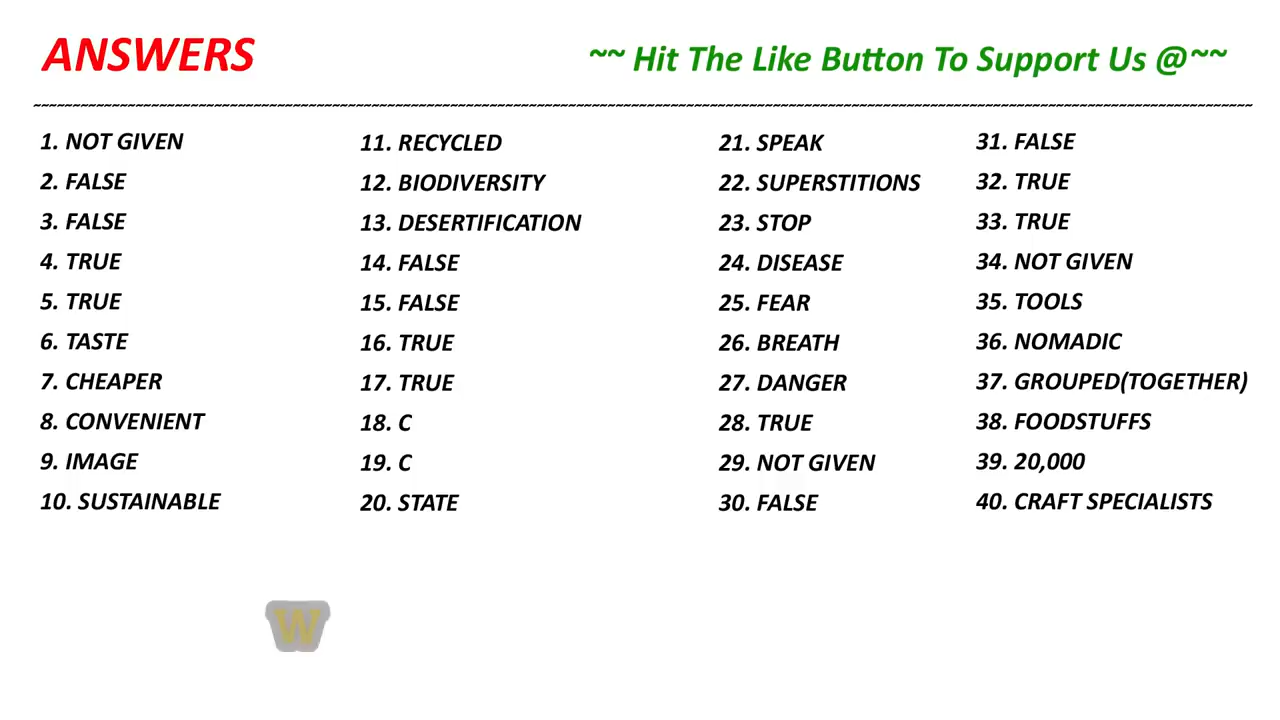 ANSWERS
~~ Hit The Like Button To Support Us @~~
1. NOT GIVEN
2. FALSE
3. FALSE
4. TRUE
5. TRUE
6. TASTE
7. CHEAPER
8. CONVENIENT
9. IMAGE
10. SUSTAINABLE
11. RECYCLED
12. BIODIVERSITY
13. DESERTIFICATION
14. FALSE
15. FALSE
16. TRUE
17. TRUE
18. C
19. C
20. STATE
21. SPEAK
22. SUPERSTITIONS
23. STOP
24. DISEASE
25. FEAR
26. BREATH
27. DANGER
28. TRUE
29. NOT GIVEN
30. FALSE
31. FALSE
32. TRUE
33. TRUE
34. NOT GIVEN
35. TOOLS
36. NOMADIC
37. GROUPED(TOGETHER)
38. FOODSTUFFS
39. 20,000
40. CRAFT SPECIALISTS
W